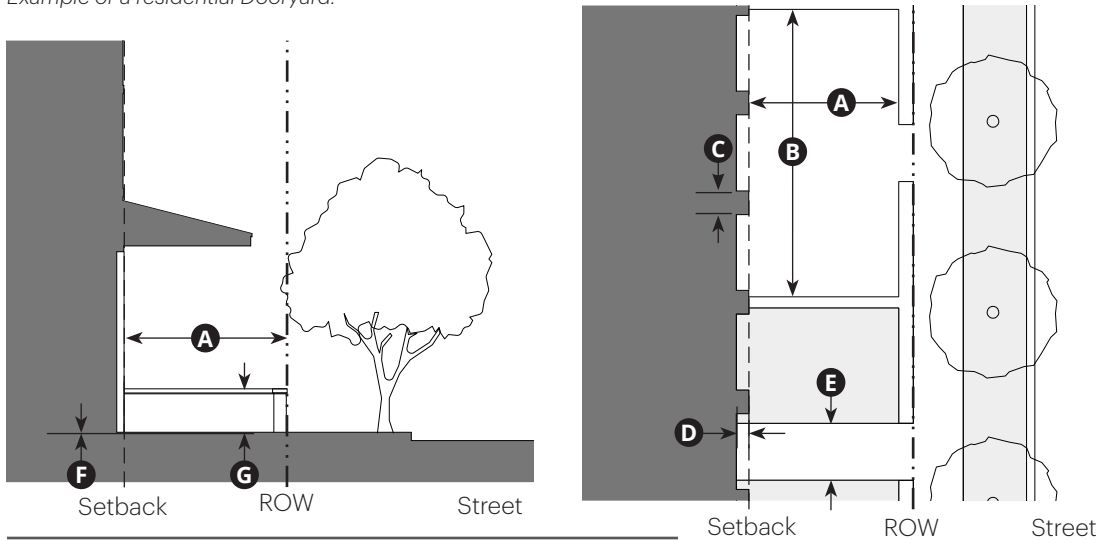 Example of a residential Dooryard.
A
F
G
Setback
ROW
Street
A
B
C
E
D
Setback
ROW
Street